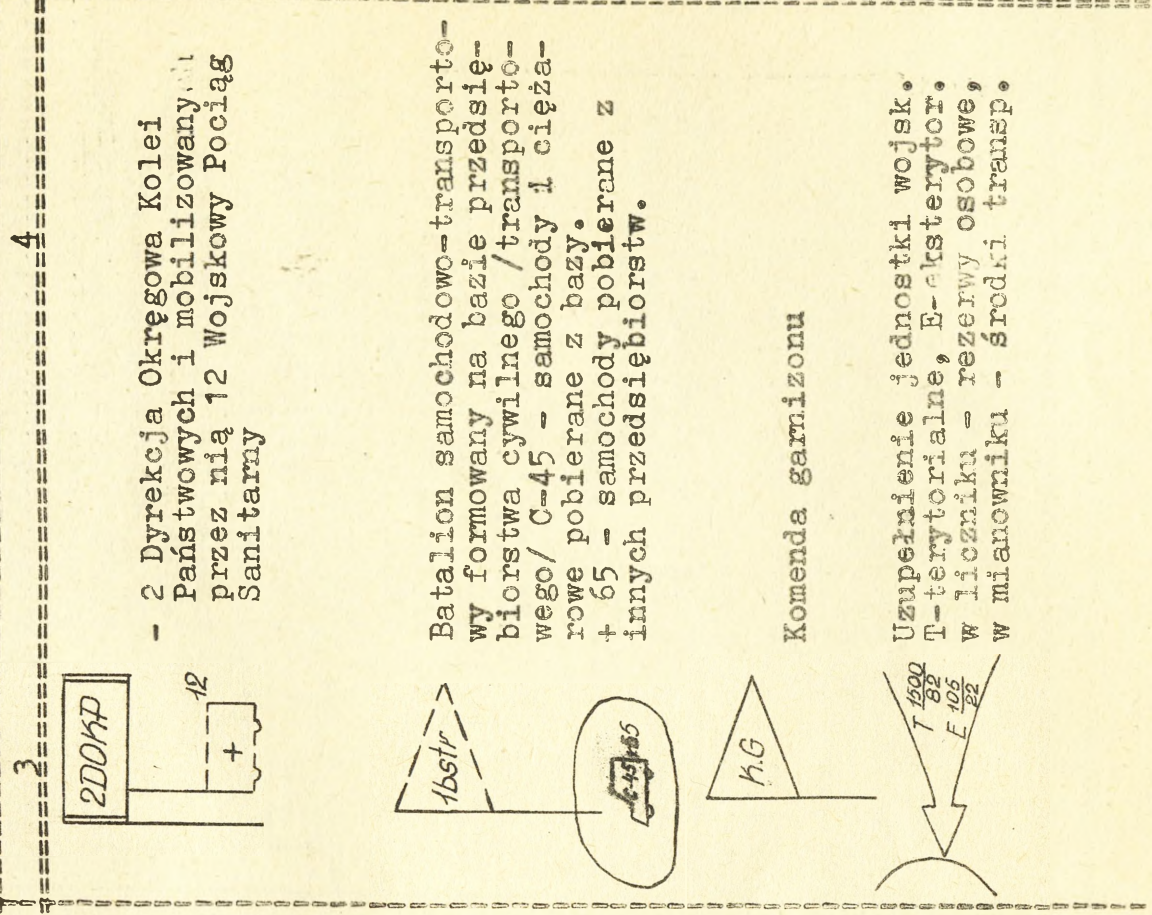 3
4
2DOKP
12
+
- 2 Dyrekcja Okręgowa Kolei
Państwowych i mobilizowany
przez nią 12 Wojskowy Pociąg
Sanitarny
1bstr
C-45+65
Batalion samochodowo-transporto-
wy formowany na bazie przedsię-
biorstwa cywilnego /transporto-
wego/ C-45 - samochody i cięża-
rowe pobierane z bazy.
+ 65 - samochody pobierane z
innych przedsiębiorstw.
K.G
Komenda garnizonu
T 1500
82
E 105
22
Uzupełnienie jednostki wojsk.
T-terytorialne, E-eksterytor.
w liczniku - rezerwy osobowe,
w mianowniku - środki transp.